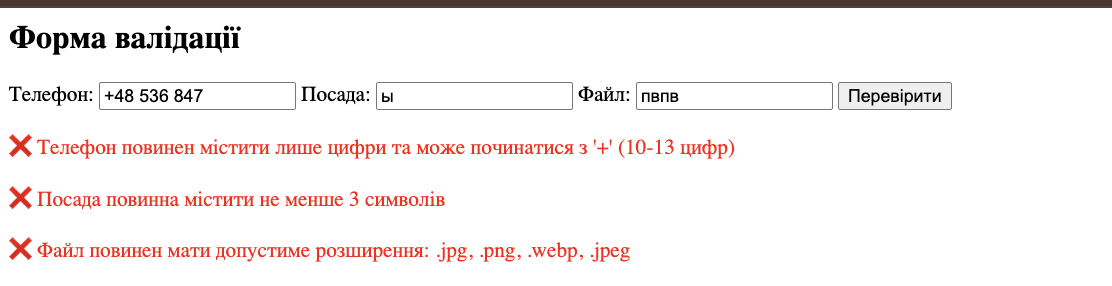 Форма валідації
Телефон: +48 536 847 Посада: ы Файл: пвпв Перевірити
❌ Телефон повинен містити лише цифри та може починатися з '+' (10-13 цифр)
❌ Посада повинна містити не менше 3 символів
❌ Файл повинен мати допустиме розширення: .jpg, .png, .webp, .jpeg